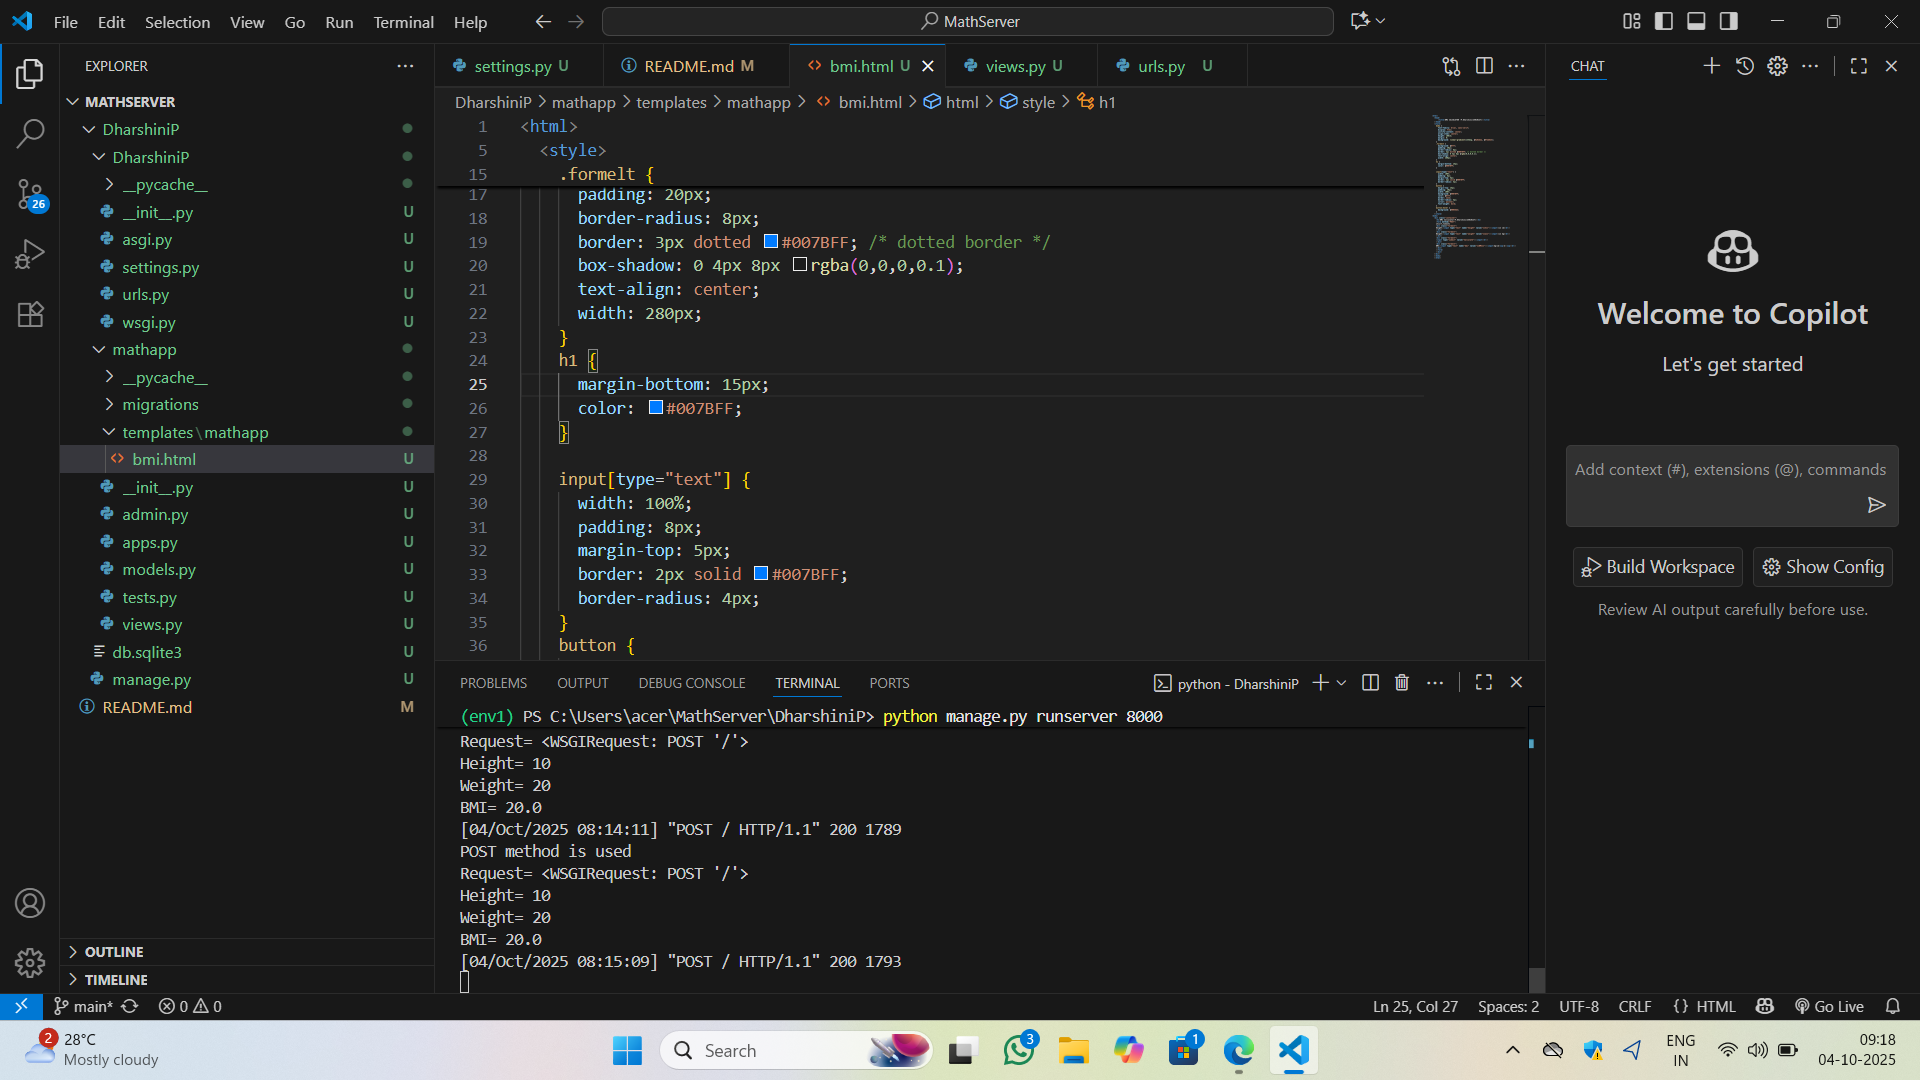 File Edit Selection View Go Run Terminal Help
MathServer
EXPLORER
MATHSERVER
DharshiniP
DharshiniP
__pycache__
__init__.py U
asgi.py U
settings.py U
urls.py U
wsgi.py U
mathapp
__pycache__
migrations
templates\mathapp
bmi.html U
__init__.py U
admin.py U
apps.py U
models.py U
tests.py U
views.py U
db.sqlite3 U
manage.py U
README.md M
OUTLINE
TIMELINE
26
settings.py U README.md M bmi.html U views.py U urls.py U
DharshiniP > mathapp > templates > mathapp > bmi.html > html > style > h1
1 <html>
5 <style>
15 .formelt {
17 padding: 20px;
18 border-radius: 8px;
19 border: 3px dotted #007BFF; /* dotted border */
20 box-shadow: 0 4px 8px rgba(0,0,0,0.1);
21 text-align: center;
22 width: 280px;
23 }
24 h1 {
25 margin-bottom: 15px;
26 color: #007BFF;
27 }
28
29 input[type="text"] {
30 width: 100%;
31 padding: 8px;
32 margin-top: 5px;
33 border: 2px solid #007BFF;
34 border-radius: 4px;
35 }
36 button {
PROBLEMS OUTPUT DEBUG CONSOLE TERMINAL PORTS
python - DharshiniP
(env1) PS C:\Users\acer\MathServer\DharshiniP> python manage.py runserver 8000
Request= <WSGIRequest: POST '/'>
Height= 10
Weight= 20
BMI= 20.0
[04/Oct/2025 08:14:11] "POST / HTTP/1.1" 200 1789
POST method is used
Request= <WSGIRequest: POST '/'>
Height= 10
Weight= 20
BMI= 20.0
[04/Oct/2025 08:15:09] "POST / HTTP/1.1" 200 1793
CHAT
Welcome to Copilot
Let's get started
Add context (#), extensions (@), commands
Build Workspace Show Config
Review AI output carefully before use.
main* 0 0
Ln 25, Col 27 Spaces: 2 UTF-8 CRLF {} HTML Go Live
2
28°C
Mostly cloudy
Search
3
1
ENG
IN
09:18
04-10-2025